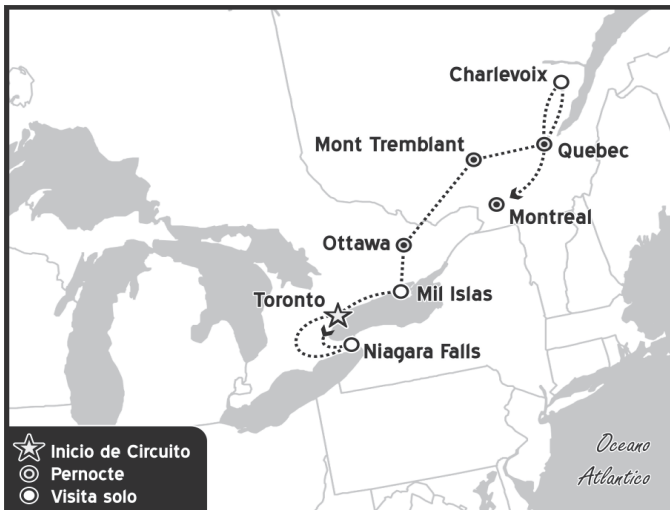 Charlevoix
Mont Tremblant
Quebec
Montreal
Ottawa
Toronto
Mil Islas
Niagara Falls
Inicio de Circuito
Pernocte
Visita solo
Oceano
Atlantico